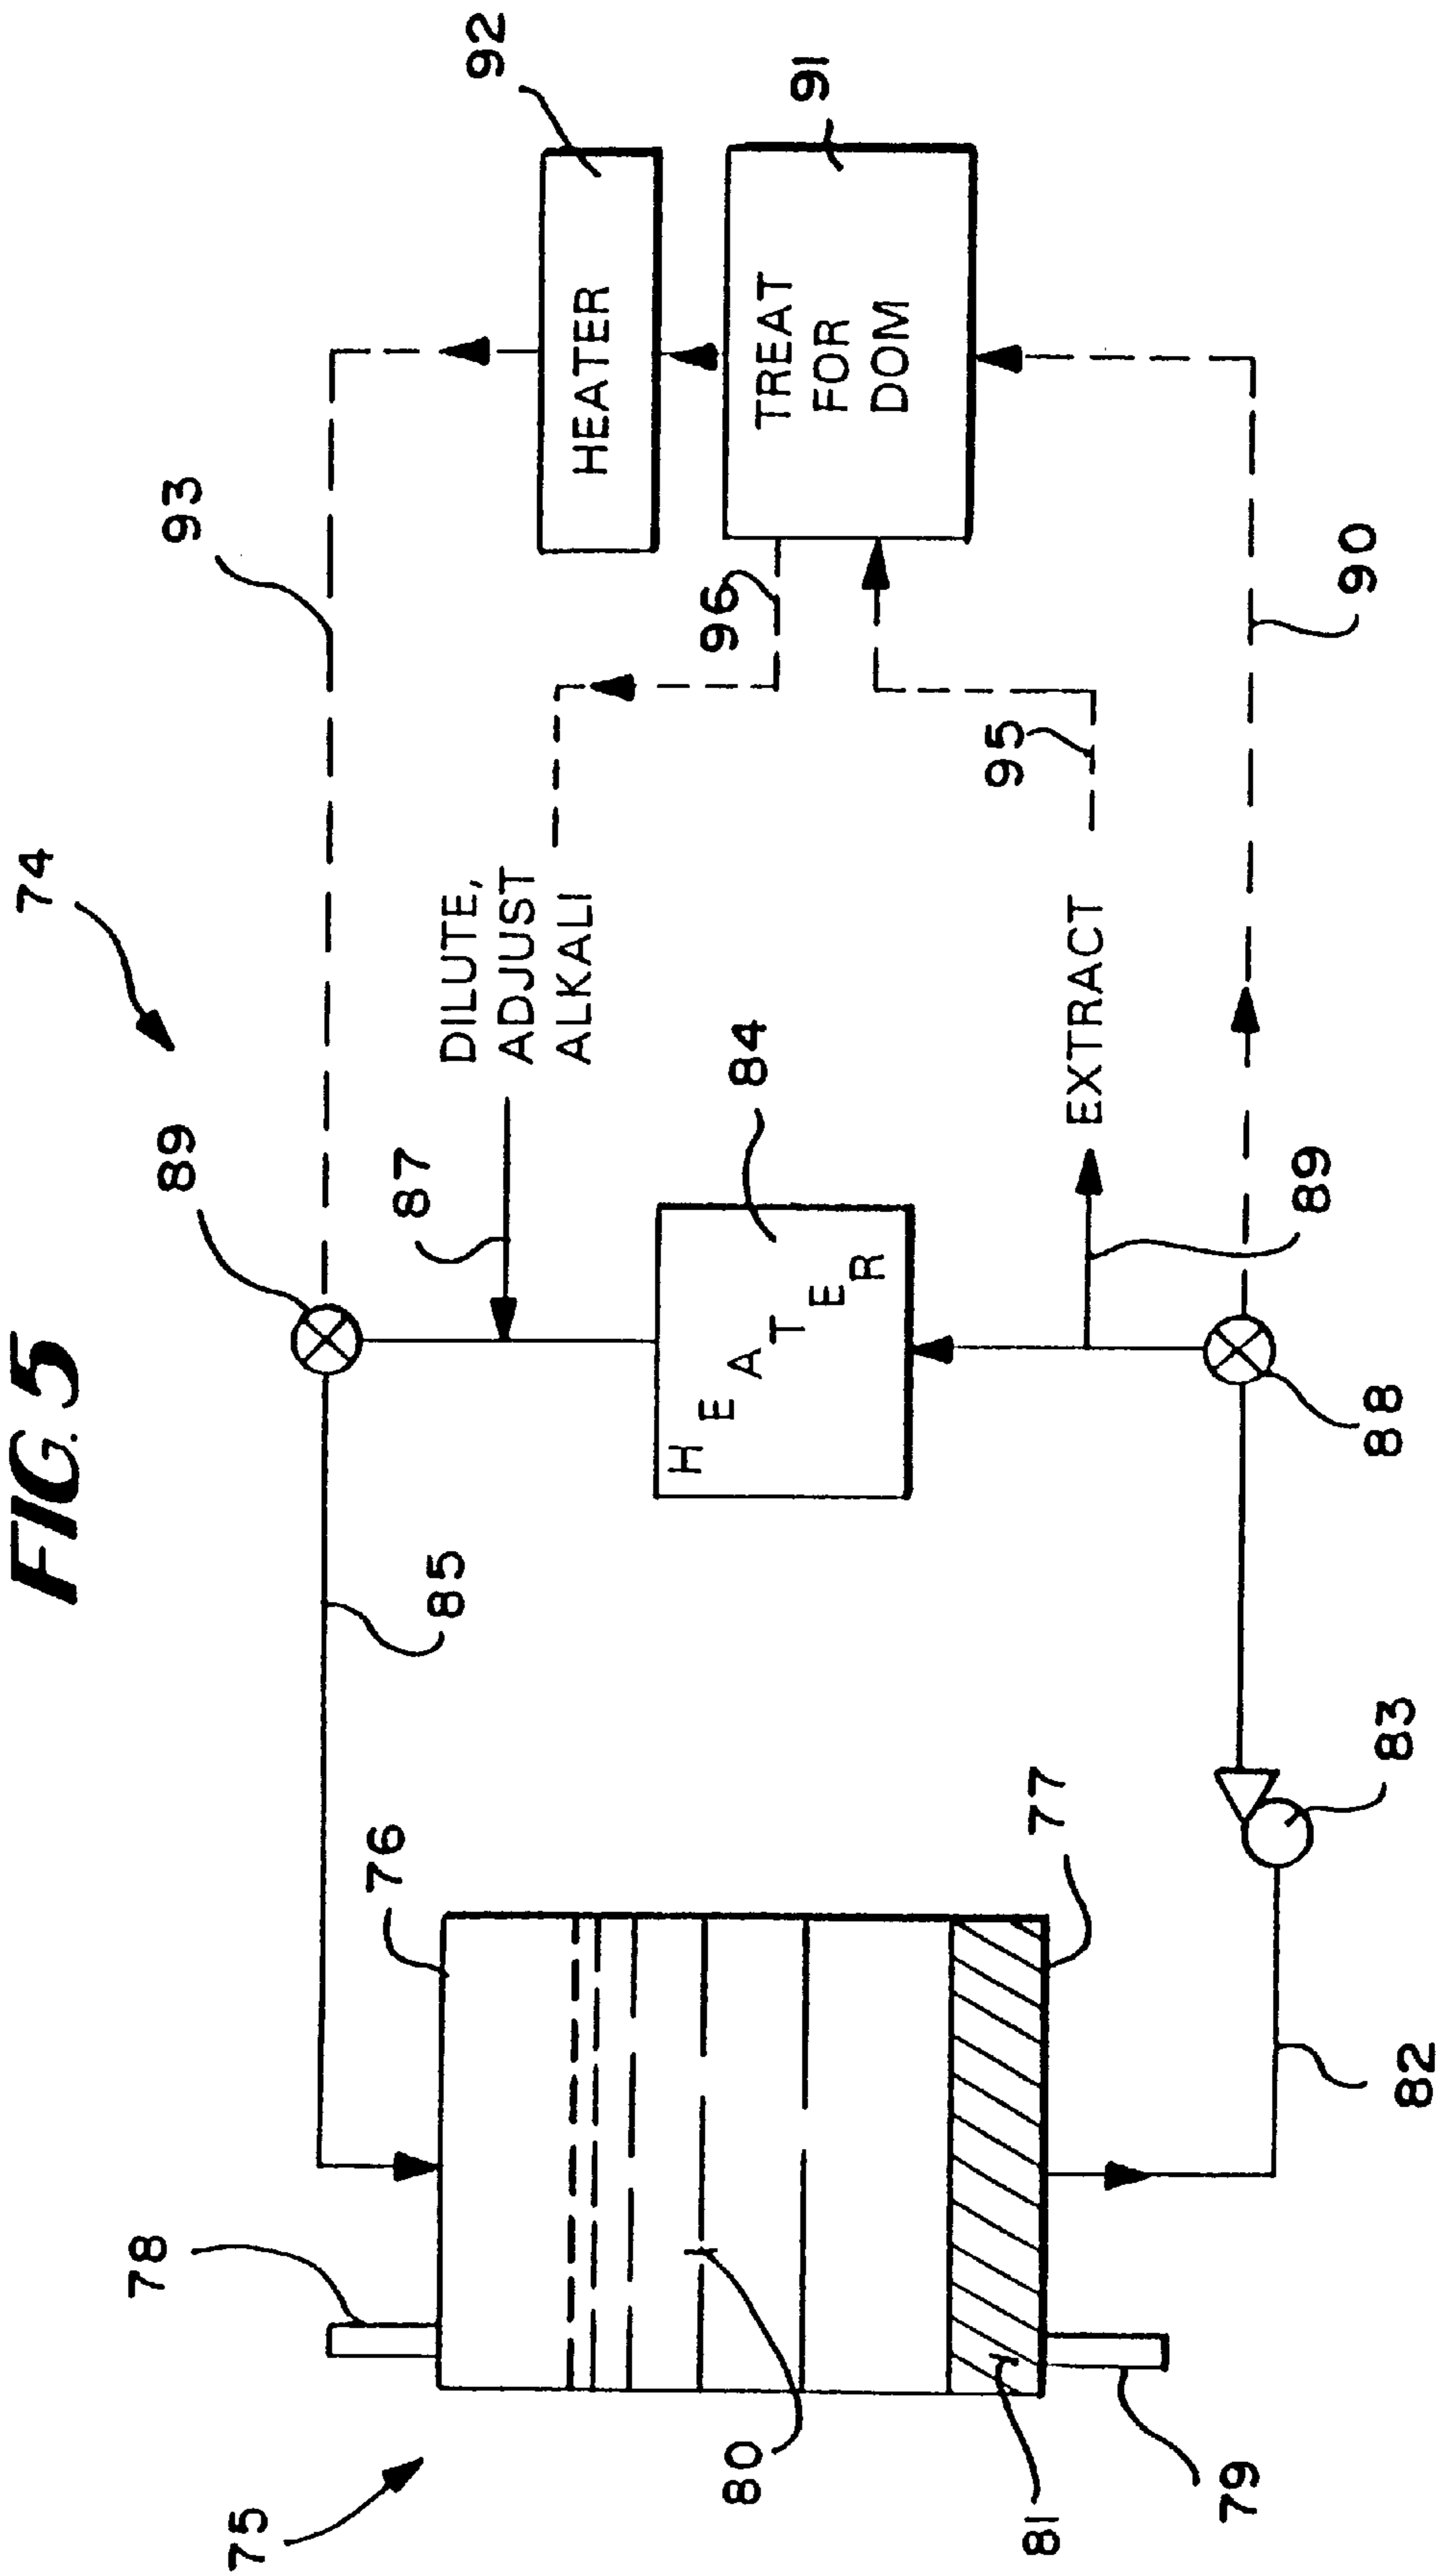 FIG. 5
74
75
78
76
85
89
93
92
HEATER
87
DILUTE,
ADJUST
ALKALI
96
91
TREAT
FOR
DOM
84
HEATER
80
81
79
77
82
83
88
89
EXTRACT
95
90